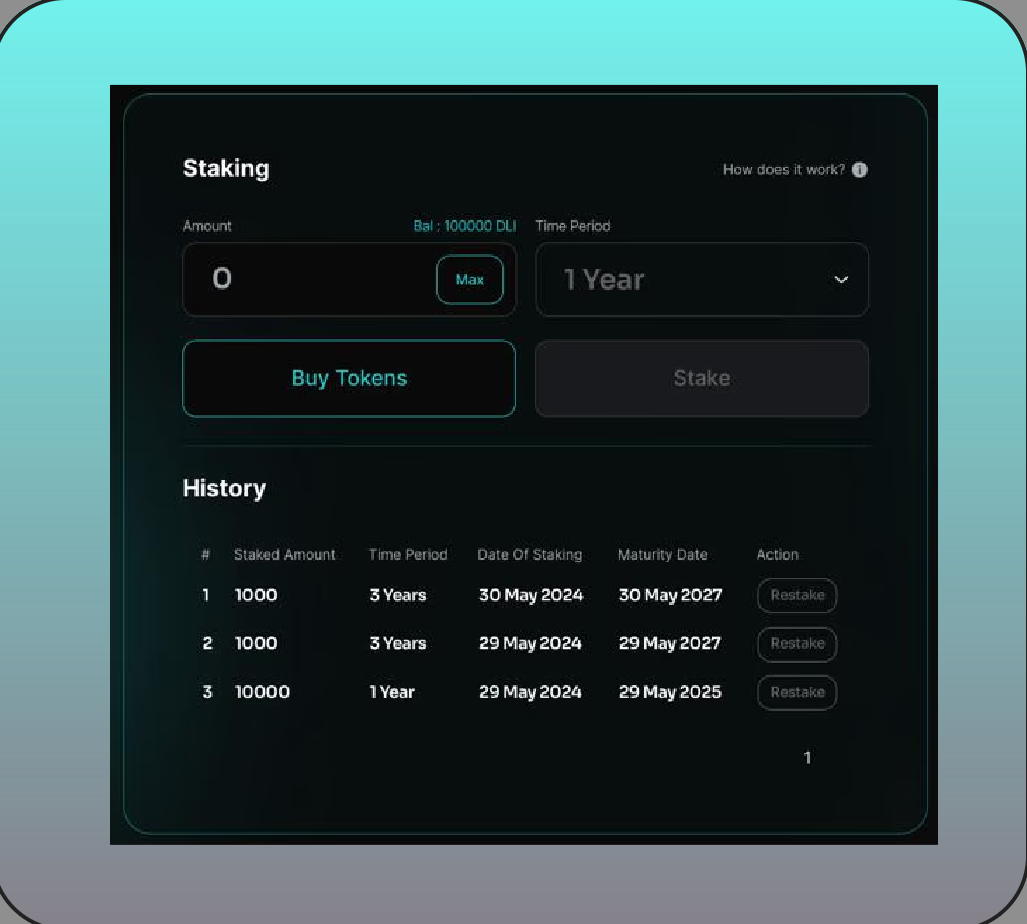 Staking
How does it work?
Amount
Bal : 100000 DLI
Time Period
0
Max
1 Year
Buy Tokens
Stake
History
# Staked Amount Time Period Date Of Staking Maturity Date Action
1 1000 3 Years 30 May 2024 30 May 2027 Restake
2 1000 3 Years 29 May 2024 29 May 2027 Restake
3 10000 1 Year 29 May 2024 29 May 2025 Restake
1